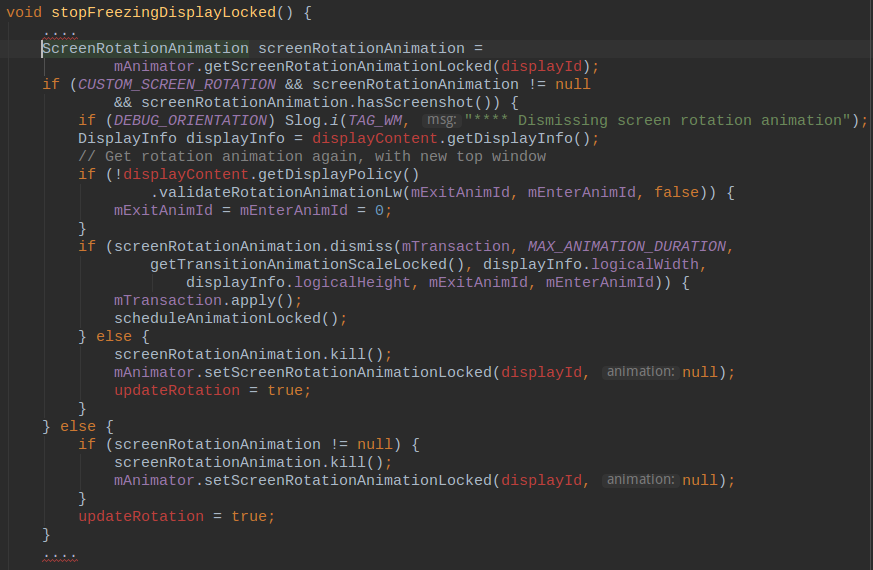 void stopFreezingDisplayLocked() {
....
ScreenRotationAnimation screenRotationAnimation =
mAnimator.getScreenRotationAnimationLocked(displayId);
if (CUSTOM_SCREEN_ROTATION && screenRotationAnimation != null
&& screenRotationAnimation.hasScreenshot()) {
if (DEBUG_ORIENTATION) Slog.i(TAG_WM, msg: "**** Dismissing screen rotation animation");
DisplayInfo displayInfo = displayContent.getDisplayInfo();
// Get rotation animation again, with new top window
if (!displayContent.getDisplayPolicy()
.validateRotationAnimationLw(mExitAnimId, mEnterAnimId, false)) {
mExitAnimId = mEnterAnimId = 0;
}
if (screenRotationAnimation.dismiss(mTransaction, MAX_ANIMATION_DURATION,
getTransitionAnimationScaleLocked(), displayInfo.logicalWidth,
displayInfo.logicalHeight, mExitAnimId, mEnterAnimId)) {
mTransaction.apply();
scheduleAnimationLocked();
} else {
screenRotationAnimation.kill();
mAnimator.setScreenRotationAnimationLocked(displayId, animation: null);
updateRotation = true;
}
} else {
if (screenRotationAnimation != null) {
screenRotationAnimation.kill();
mAnimator.setScreenRotationAnimationLocked(displayId, animation: null);
}
updateRotation = true;
}
....